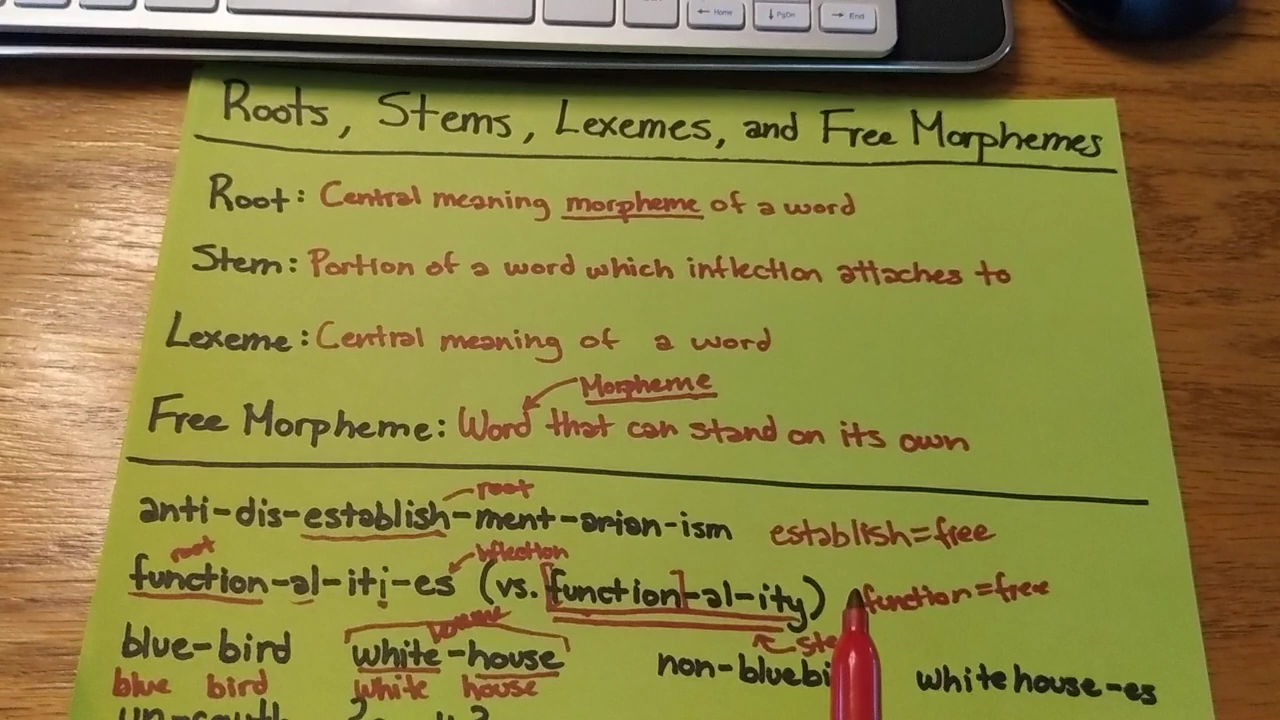 ← Home
↓ PgDn
→ End
Roots, Stems, Lexemes, and Free Morphemes
Root: Central meaning morpheme of a word
Stem: Portion of a word which inflection attaches to
Lexeme: Central meaning of a word
Morpheme
Free Morpheme: Word that can stand on its own
root
anti-dis-establish-ment-arian-ism establish=free
root inflection
function-al-iti-es (vs. [function]-al-ity) function=free
lexeme
blue-bird white-house non-bluebi whitehouse-es
blue bird white house